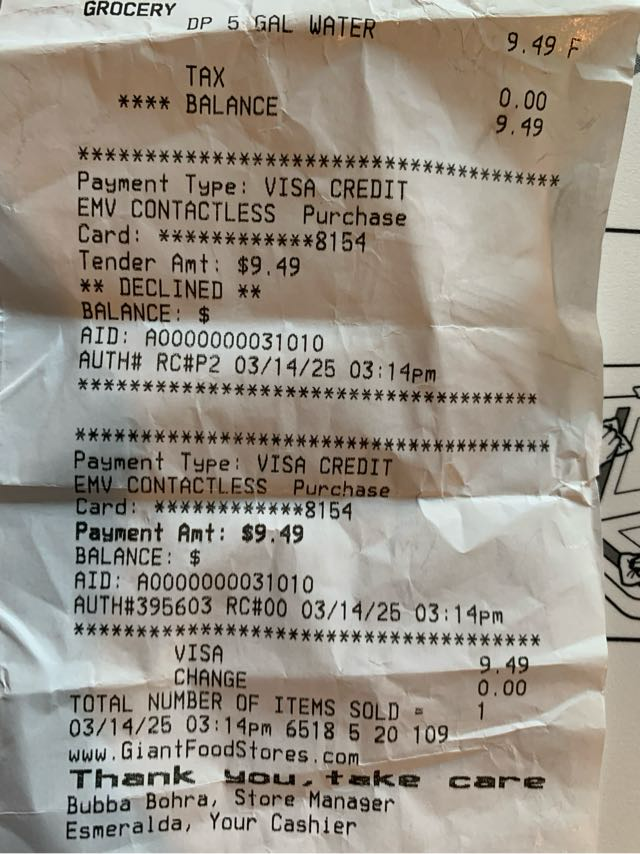 GROCERY
DP 5 GAL WATER 9.49 F
TAX 0.00
**** BALANCE 9.49
************************************
Payment Type: VISA CREDIT
EMV CONTACTLESS Purchase
Card: ************8154
Tender Amt: $9.49
** DECLINED **
BALANCE: $
AID: A0000000031010
AUTH# RC#P2 03/14/25 03:14pm
************************************
************************************
Payment Type: VISA CREDIT
EMV CONTACTLESS Purchase
Card: ************8154
Payment Amt: $9.49
BALANCE: $
AID: A0000000031010
AUTH#395603 RC#00 03/14/25 03:14pm
************************************
VISA 9.49
CHANGE 0.00
TOTAL NUMBER OF ITEMS SOLD = 1
03/14/25 03:14pm 6518 5 20 109
www.GiantFoodStores.com
Thank you, take care
Bubba Bohra, Store Manager
Esmeralda, Your Cashier